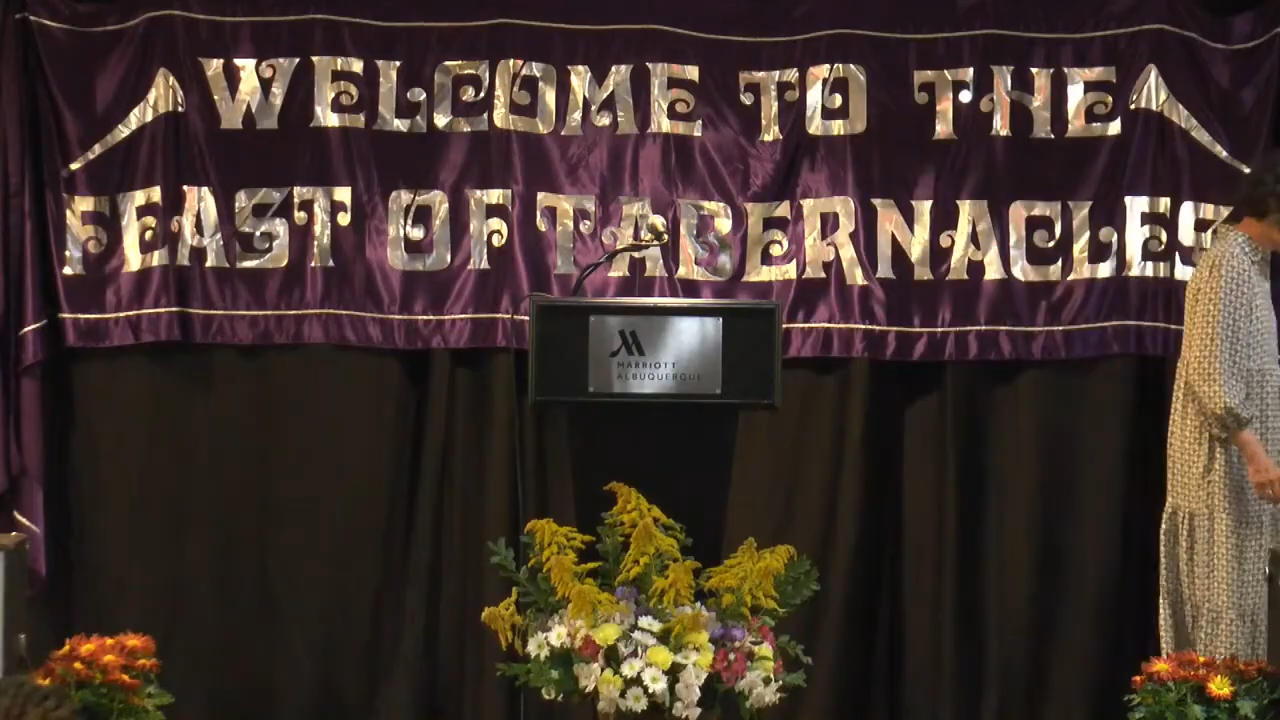 WELCOME TO THE
FEAST OF TABERNACLES
MARRIOTT
ALBUQUERQUE